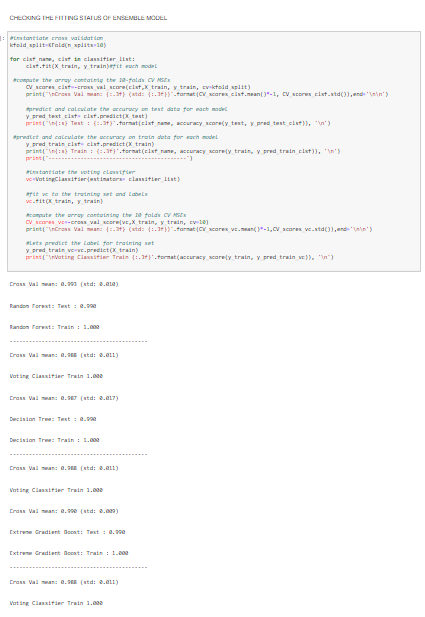 CHECKING THE FITTING STATUS OF ENSEMBLE MODEL
#instantiate cross validation
kfold_split=KFold(n_splits=10)
for clsf_name, clsf in classifier_list:
clsf.fit(X_train, y_train)#fit each model
#compute the array containig the 10-folds CV MSEs
CV_scores_clsf=-cross_val_score(clsf,X_train, y_train, cv=kfold_split)
print('\nCross Val mean: {:.3f} (std: {:.3f})'.format(CV_scores_clsf.mean()*-1, CV_scores_clsf.std()),end='\n\n')
#predict and calculate the accuracy on test data for each model
y_pred_test_clsf= clsf.predict(X_test)
print('\n{:s} Test : {:.3f}'.format(clsf_name, accuracy_score(y_test, y_pred_test_clsf)), '\n')
#predict and calculate the accuracy on train data for each model
y_pred_train_clsf= clsf.predict(X_train)
print('\n{:s} Train : {:.3f}'.format(clsf_name, accuracy_score(y_train, y_pred_train_clsf)), '\n')
print('----------------------------------------')
#instantiate the voting classifier
vc=VotingClassifier(estimators= classifier_list)
#fit vc to the traininng set and labels
vc.fit(X_train, y_train)
#compute the array containing the 10 folds CV MSEs
CV_scores_vc=-cross_val_score(vc,X_train, y_train, cv=10)
print('\nCross Val mean: {:.3f} (std: {:.3f})'.format(CV_scores_vc.mean()*-1,CV_scores_vc.std()),end='\n\n')
#Lets predict the Label for training set
y_pred_train_vc=vc.predict(X_train)
print('\nVoting Classifier Train {:.3f}'.format(accuracy_score(y_train, y_pred_train_vc)), '\n')
Cross Val mean: 0.993 (std: 0.010)
Random Forest: Test : 0.990
Random Forest: Train : 1.000
----------------------------------------
Cross Val mean: 0.988 (std: 0.011)
Voting Classifier Train 1.000
Cross Val mean: 0.987 (std: 0.017)
Decision Tree: Test : 0.990
Decision Tree: Train : 1.000
----------------------------------------
Cross Val mean: 0.988 (std: 0.011)
Voting Classifier Train 1.000
Cross Val mean: 0.990 (std: 0.009)
Extreme Gradient Boost: Test : 0.990
Extreme Gradient Boost: Train : 1.000
----------------------------------------
Cross Val mean: 0.988 (std: 0.011)
Voting Classifier Train 1.000